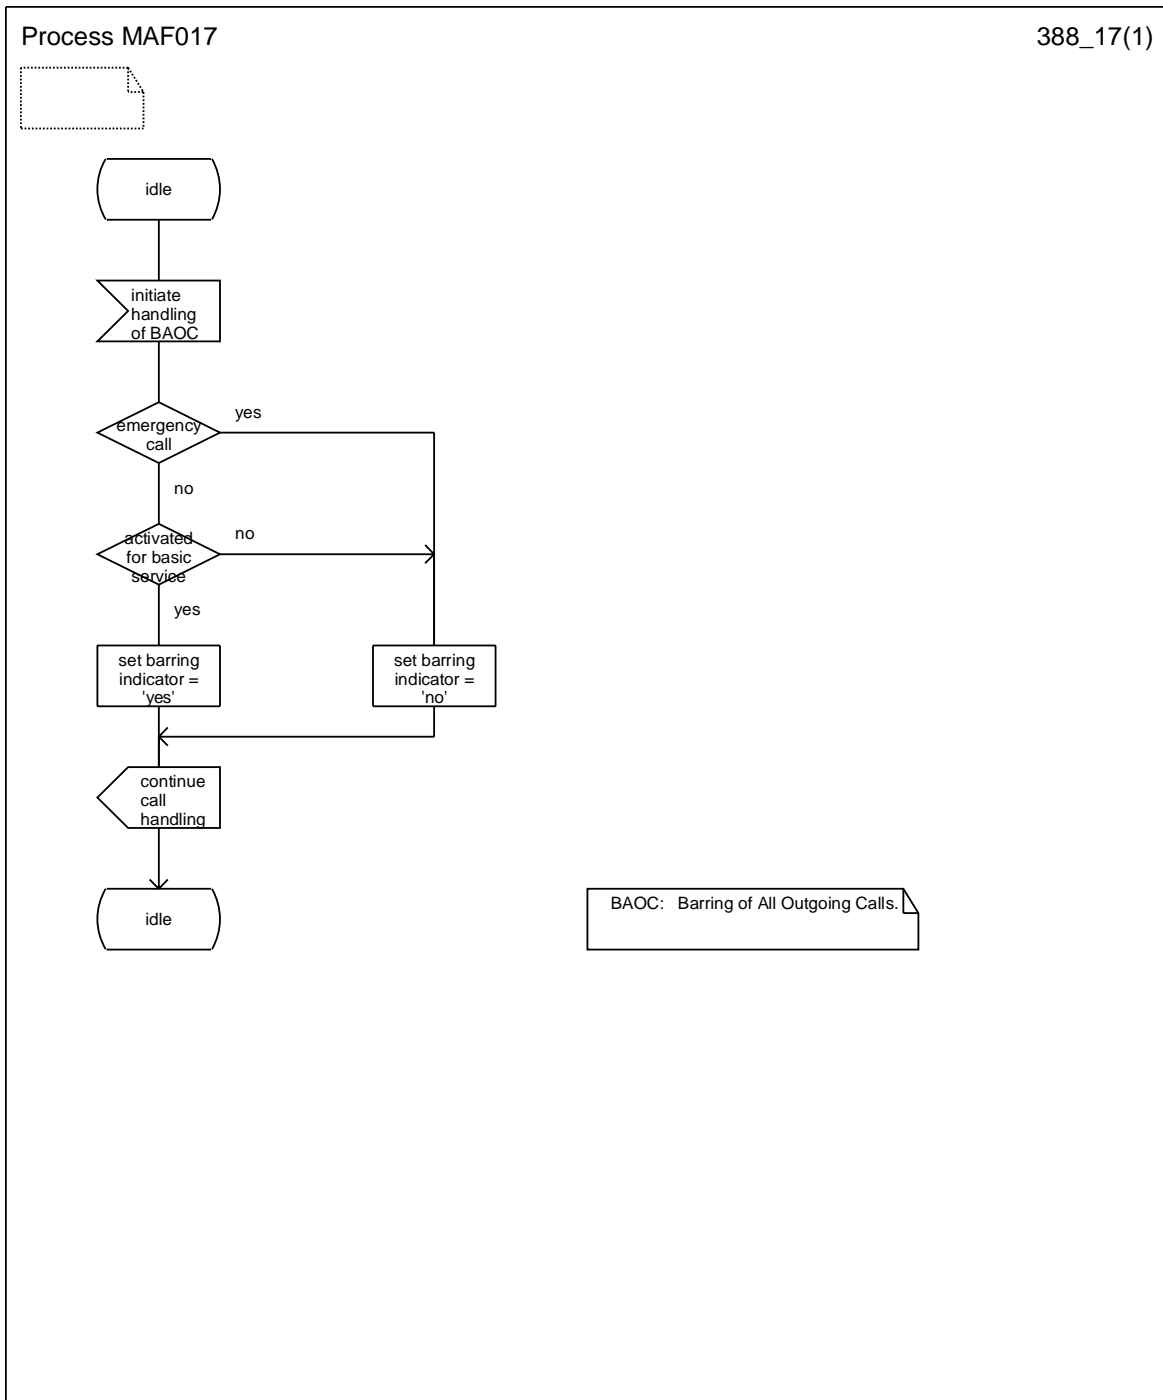 Process MAF017
388_17(1)
idle
initiate
handling
of BAOC
emergency
call
yes
no
activated
for basic
service
no
yes
set barring
indicator =
'yes'
set barring
indicator =
'no'
continue
call
handling
idle
BAOC: Barring of All Outgoing Calls.